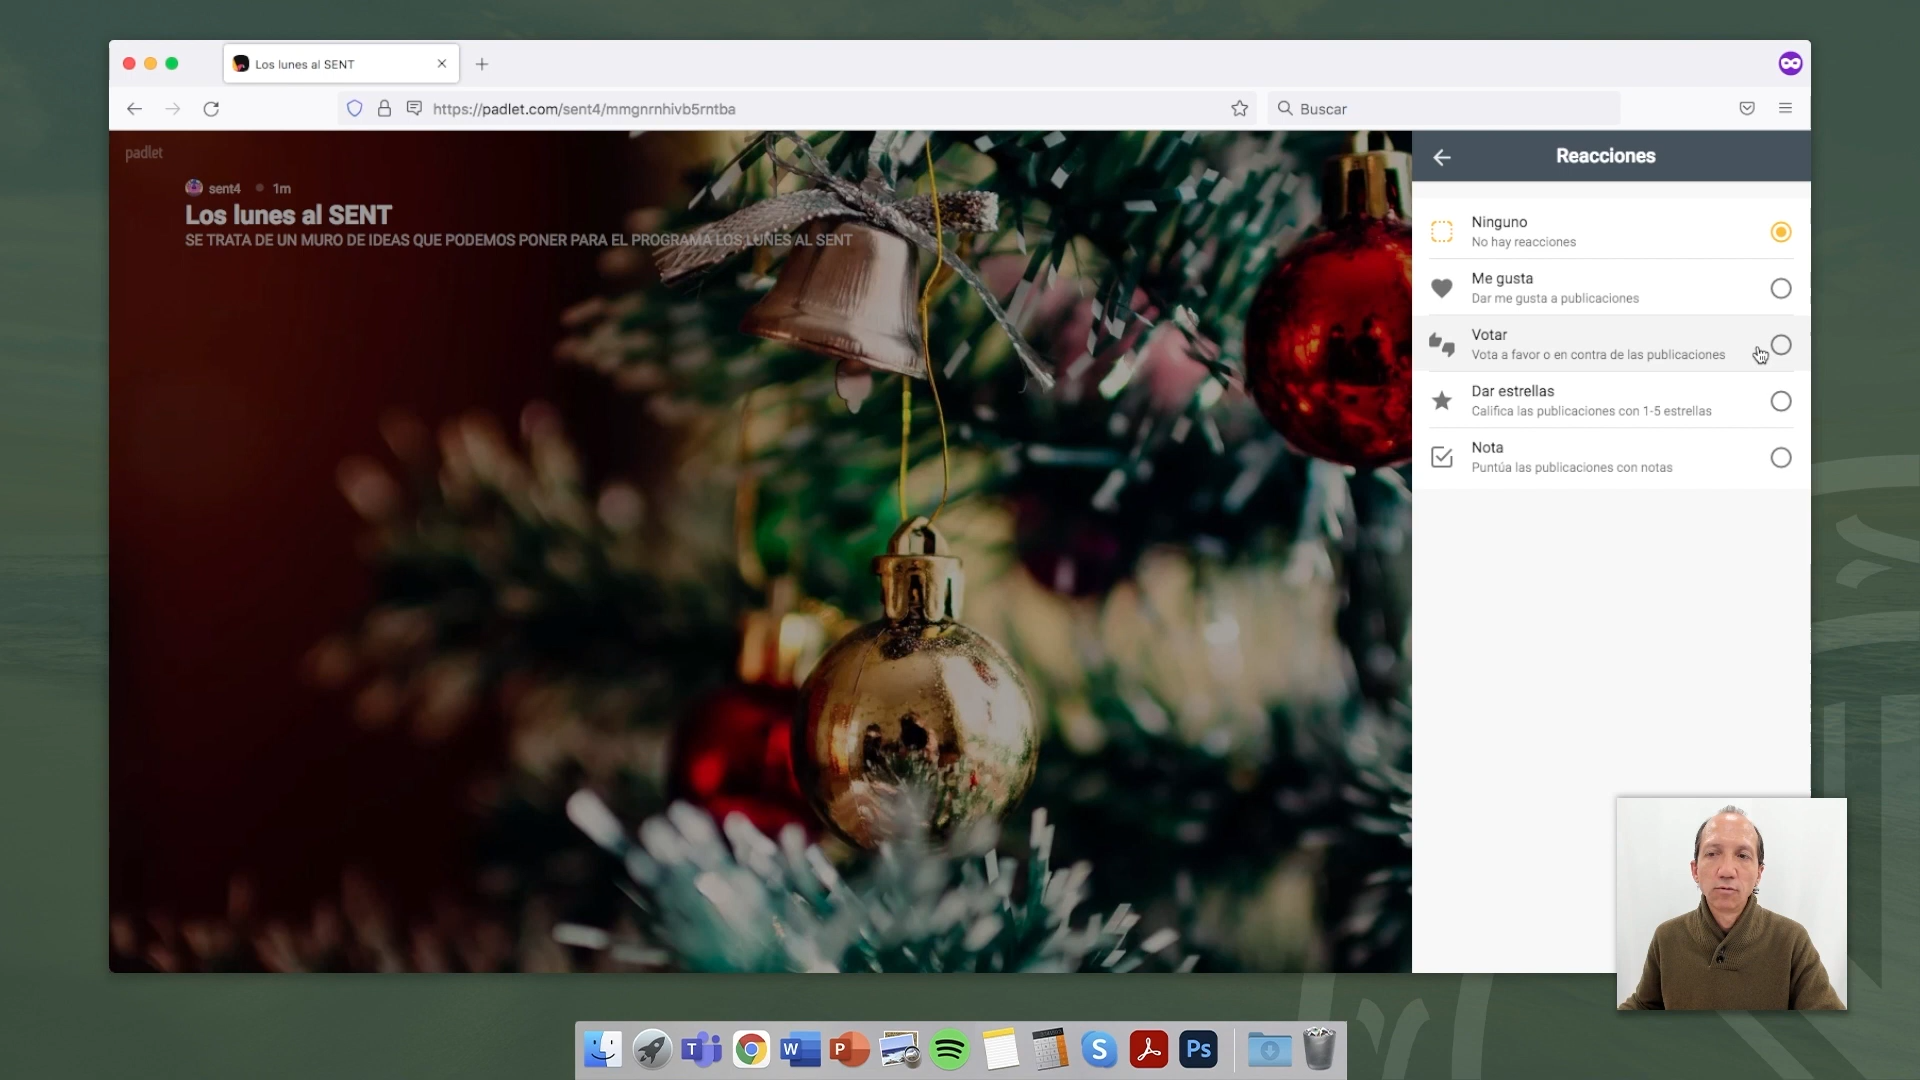 Los lunes al SENT
https://padlet.com/sent4/mmgnrnhivb5rntba
Buscar
padlet
sent4 1m
Los lunes al SENT
SE TRATA DE UN MURO DE IDEAS QUE PODEMOS PONER PARA EL PROGRAMA LOS LUNES AL SENT
Reacciones
Ninguno
No hay reacciones
Me gusta
Dar me gusta a publicaciones
Votar
Vota a favor o en contra de las publicaciones
Dar estrellas
Califica las publicaciones con 1-5 estrellas
Nota
Puntúa las publicaciones con notas
T
W
P
S
Ps